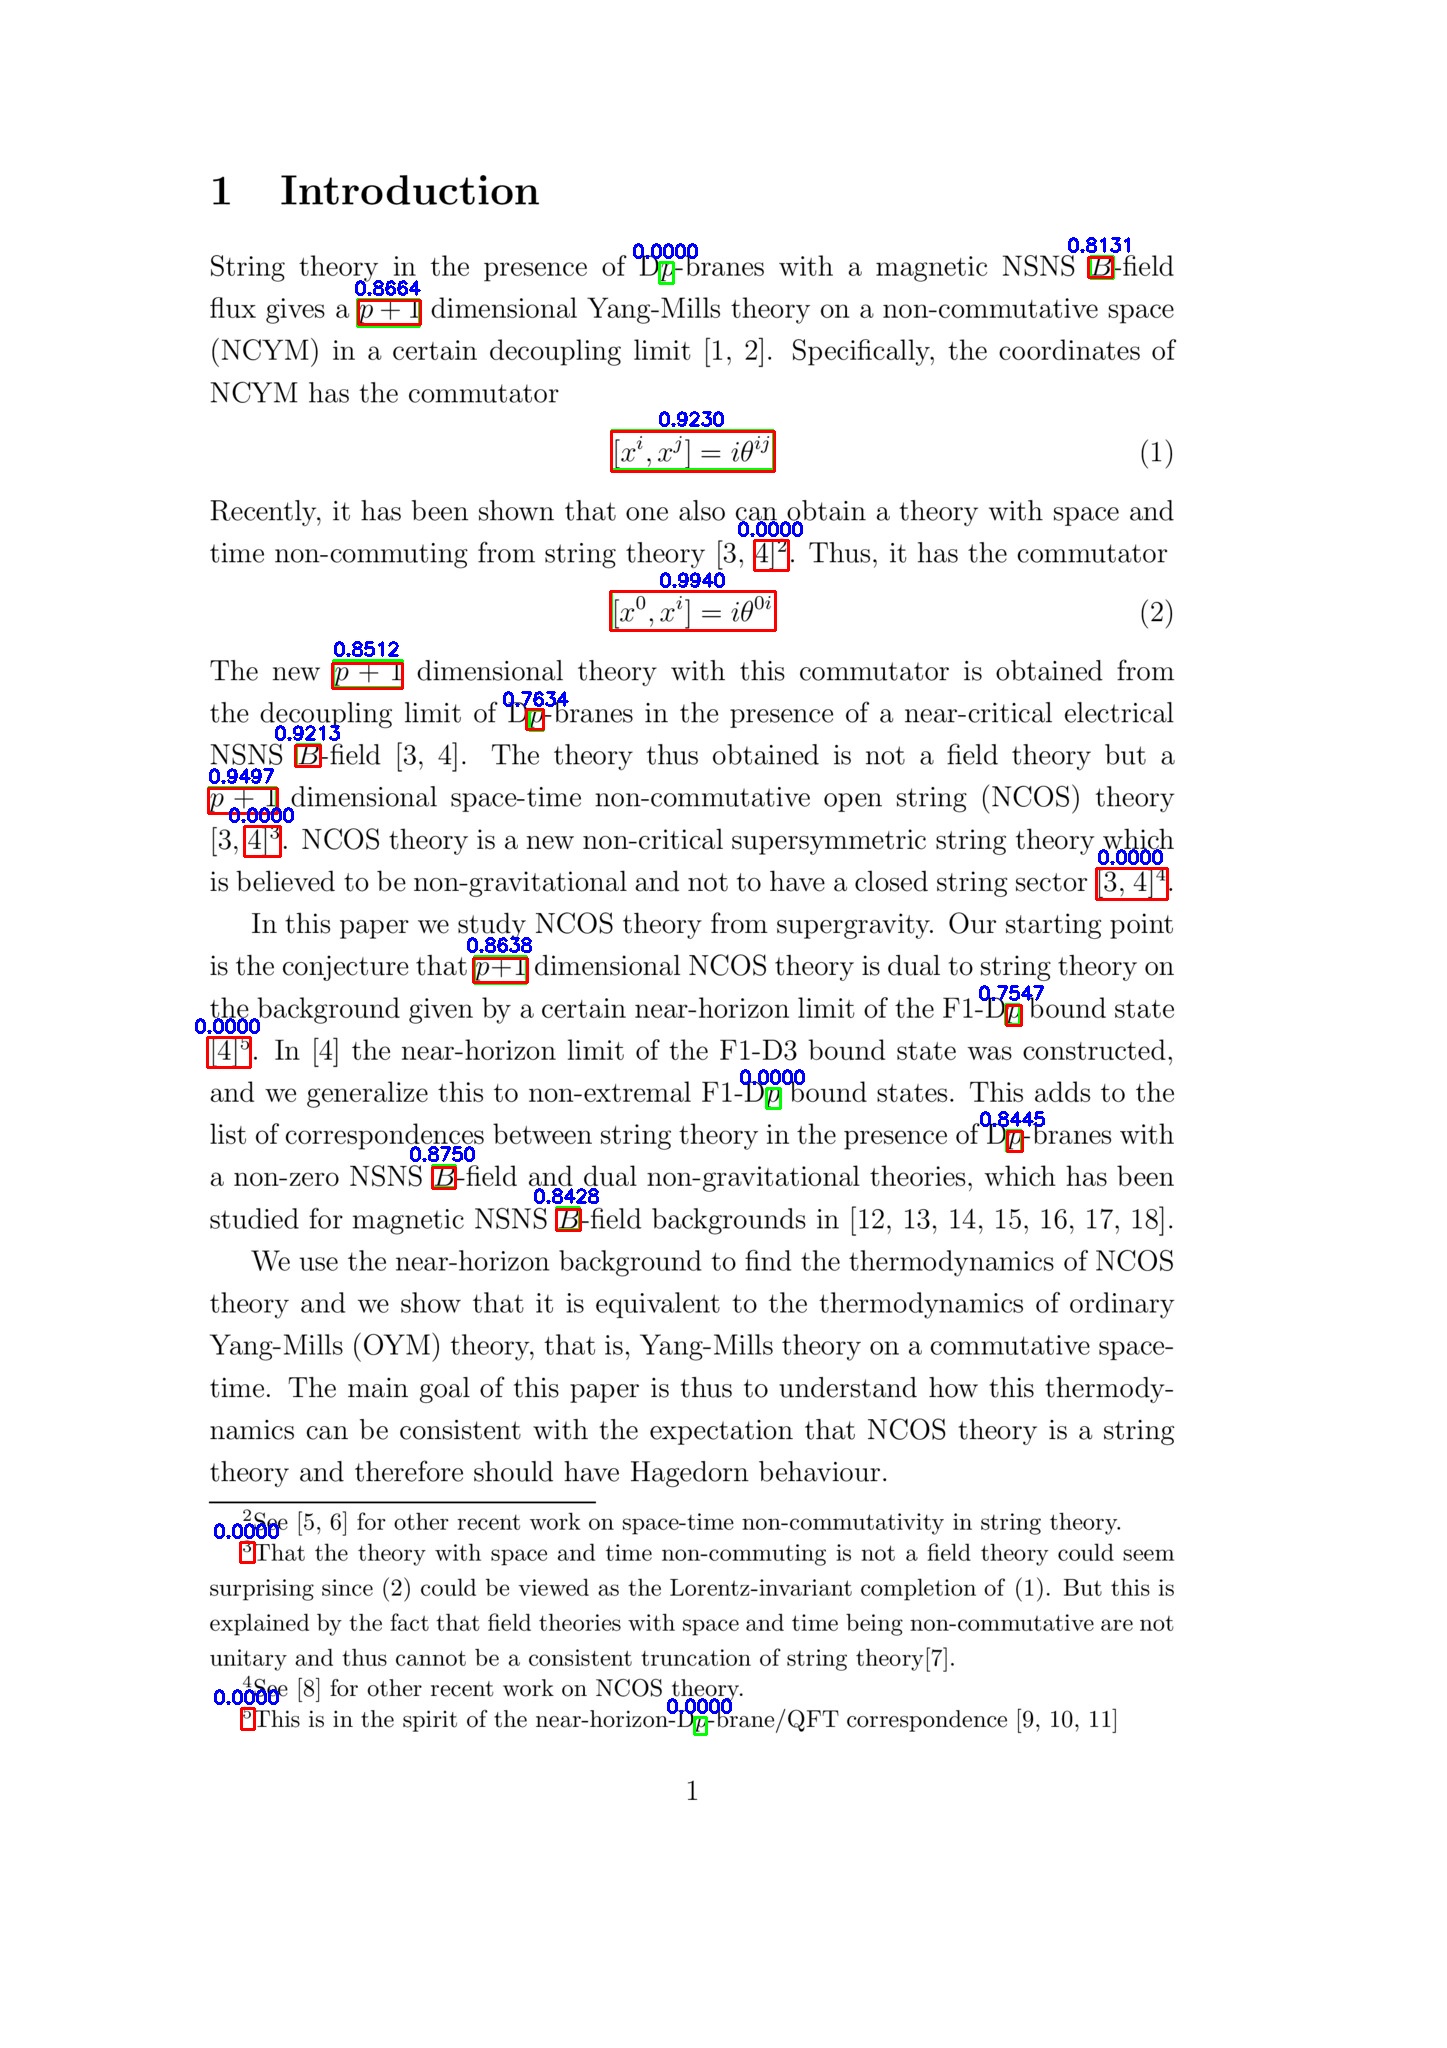 1 Introduction
0.0000 0.8131
String theory in the presence of Dp-branes with a magnetic NSNS B-field
0.8664
flux gives a p + 1 dimensional Yang-Mills theory on a non-commutative space
(NCYM) in a certain decoupling limit [1, 2]. Specifically, the coordinates of
NCYM has the commutator
0.9230
[x^i, x^j] = iθ^{ij} (1)
Recently, it has been shown that one also can obtain a theory with space and
0.0000
time non-commuting from string theory [3, 4]². Thus, it has the commutator
0.9940
[x^0, x^i] = iθ^{0i} (2)
0.8512
The new p + 1 dimensional theory with this commutator is obtained from
0.7634
the decoupling limit of Dp-branes in the presence of a near-critical electrical
0.9213
NSNS B-field [3, 4]. The theory thus obtained is not a field theory but a
0.9497
p + 1 dimensional space-time non-commutative open string (NCOS) theory
0.0000
[3, 4]³. NCOS theory is a new non-critical supersymmetric string theory which
0.0000
is believed to be non-gravitational and not to have a closed string sector [3, 4]⁴.
In this paper we study NCOS theory from supergravity. Our starting point
0.8638
is the conjecture that p+1 dimensional NCOS theory is dual to string theory on
0.7547
the background given by a certain near-horizon limit of the F1-Dp bound state
0.0000
[4]⁵. In [4] the near-horizon limit of the F1-D3 bound state was constructed,
0.0000
and we generalize this to non-extremal F1-Dp bound states. This adds to the
0.8445
list of correspondences between string theory in the presence of Dp-branes with
0.8750
a non-zero NSNS B-field and dual non-gravitational theories, which has been
0.8428
studied for magnetic NSNS B-field backgrounds in [12, 13, 14, 15, 16, 17, 18].
We use the near-horizon background to find the thermodynamics of NCOS
theory and we show that it is equivalent to the thermodynamics of ordinary
Yang-Mills (OYM) theory, that is, Yang-Mills theory on a commutative space-
time. The main goal of this paper is thus to understand how this thermody-
namics can be consistent with the expectation that NCOS theory is a string
theory and therefore should have Hagedorn behaviour.
²See [5, 6] for other recent work on space-time non-commutativity in string theory.
0.0000
³That the theory with space and time non-commuting is not a field theory could seem
surprising since (2) could be viewed as the Lorentz-invariant completion of (1). But this is
explained by the fact that field theories with space and time being non-commutative are not
unitary and thus cannot be a consistent truncation of string theory[7].
⁴See [8] for other recent work on NCOS theory.
0.0000 0.0000
⁵This is in the spirit of the near-horizon-Dp-brane/QFT correspondence [9, 10, 11]
1